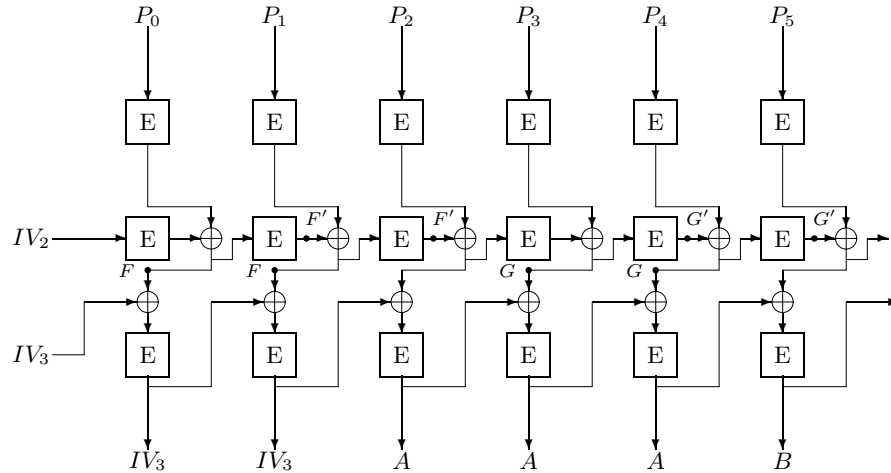 P₀ P₁ P₂ P₃ P₄ P₅
E E E E E E
F′ F′ G′ G′
IV₂ E E E E E E
F F G G
IV₃ E E E E E E
IV₃ IV₃ A A A B